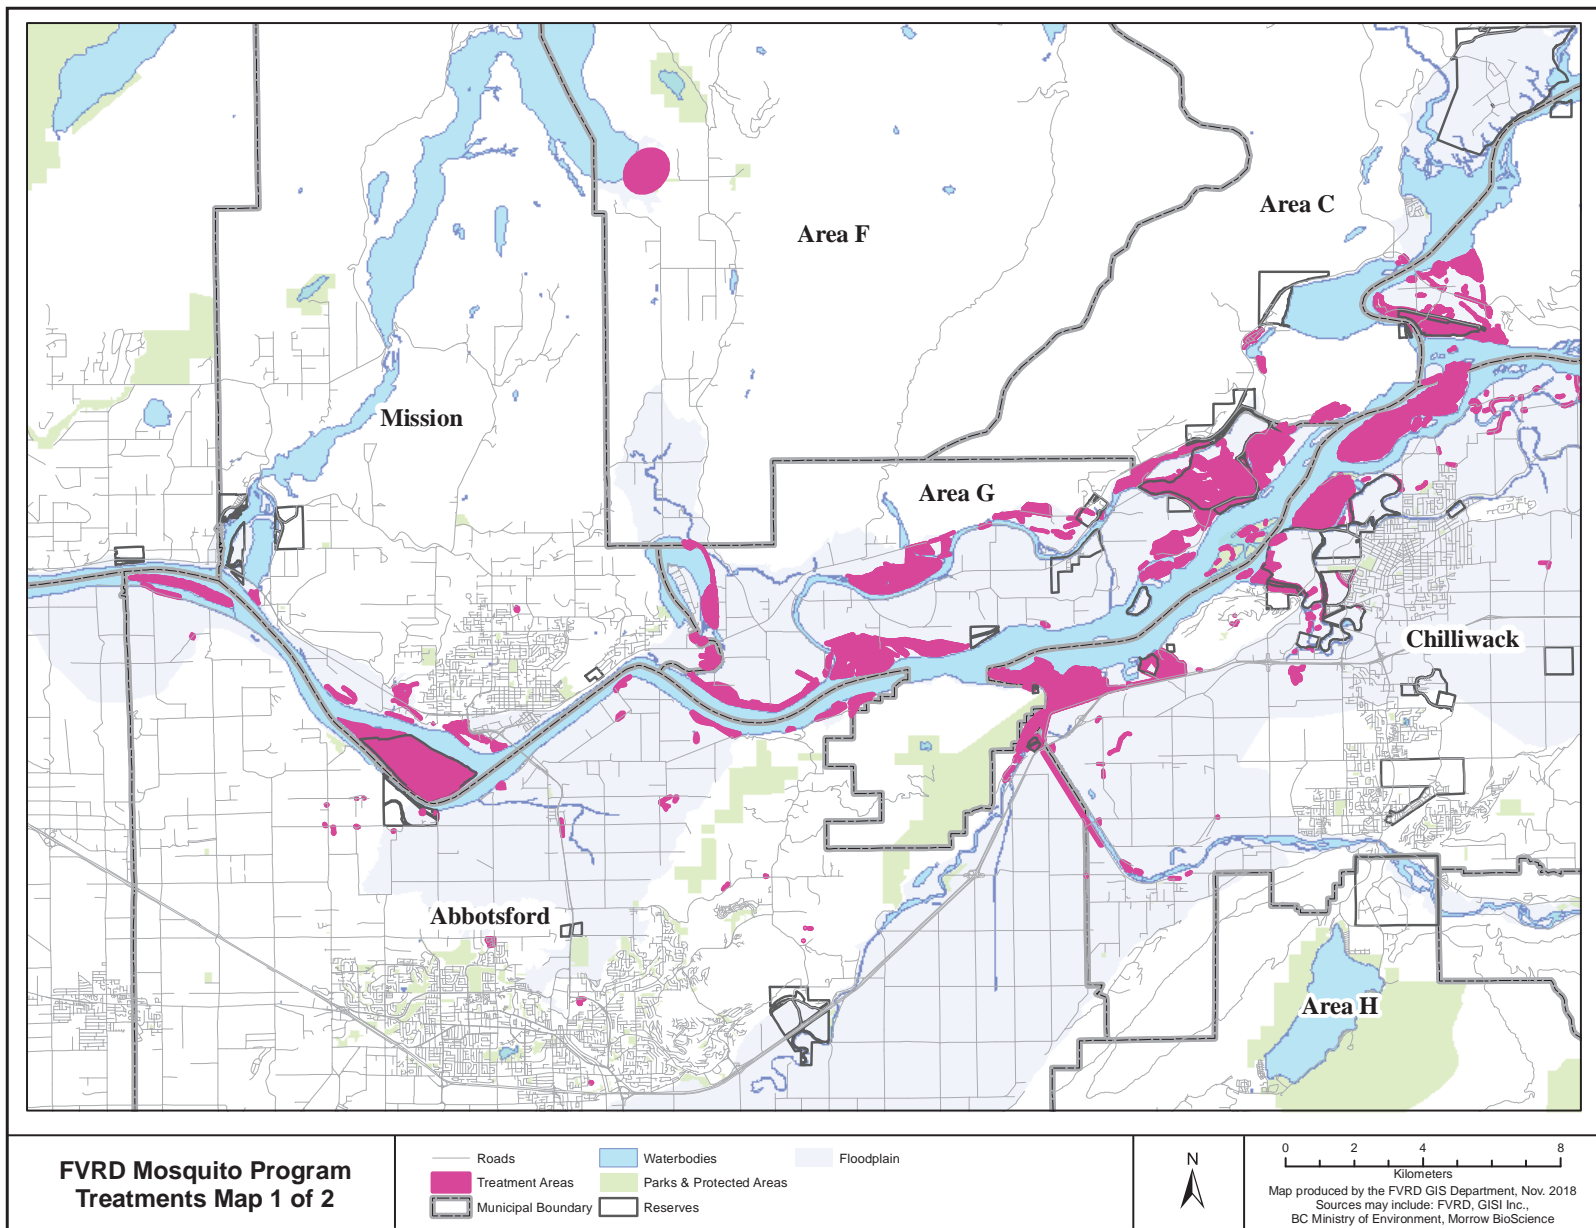 Area C
Area F
Mission
Area G
Chilliwack
Abbotsford
Area H
FVRD Mosquito Program
Treatments Map 1 of 2
Roads
Treatment Areas
Municipal Boundary
Waterbodies
Parks & Protected Areas
Reserves
Floodplain
N
0 2 4 6 8
Kilometers
Map produced by the FVRD GIS Department, Nov. 2018
Sources may include: FVRD, GISI Inc.,
BC Ministry of Environment, Morrow BioScience